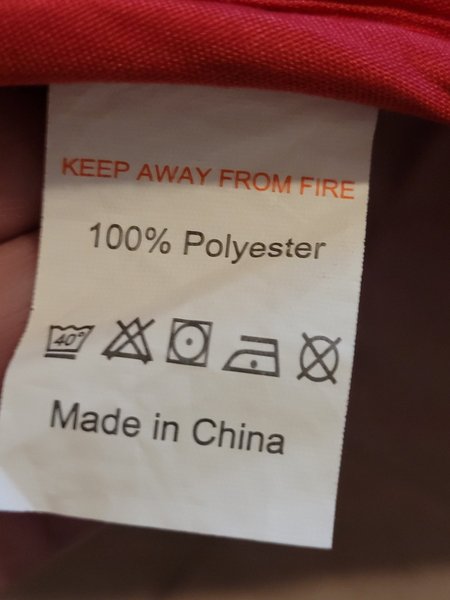 KEEP AWAY FROM FIRE
100% Polyester
40°
Made in China